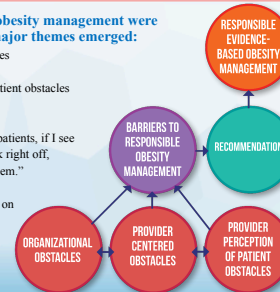 obesity management were
major themes emerged:
es
tient obstacles
patients, if I see
k right off,
em.”
on
RESPONSIBLE
EVIDENCE-
BASED OBESITY
MANAGEMENT
BARRIERS TO
RESPONSIBLE
OBESITY
MANAGEMENT
RECOMMENDATION
ORGANIZATIONAL
OBSTACLES
PROVIDER
CENTERED
OBSTACLES
PROVIDER
PERCEPTION
OF PATIENT
OBSTACLES